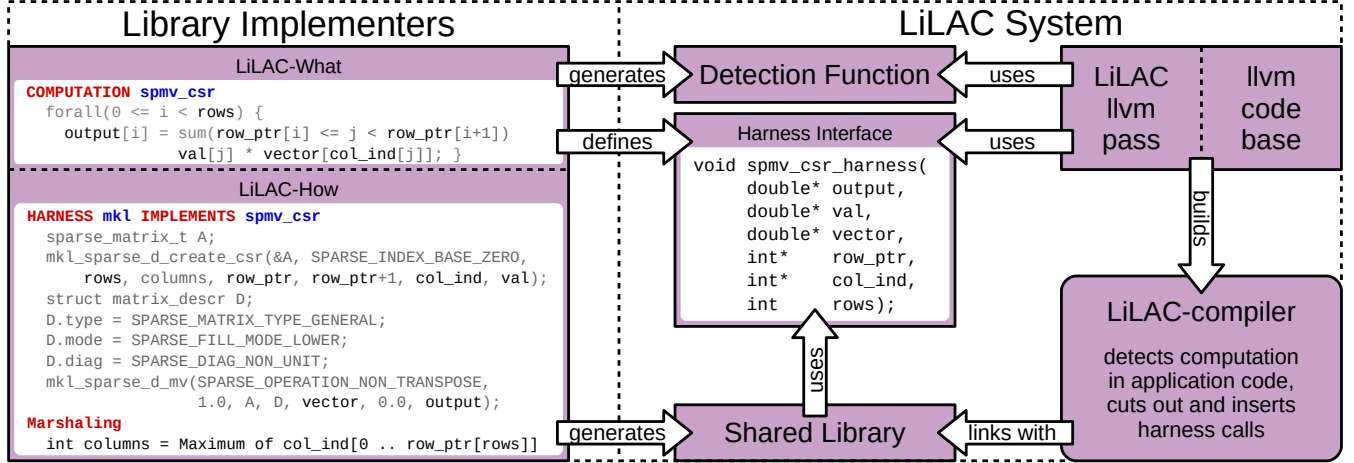 Library Implementers
LiLAC-What
COMPUTATION spmv_csr
forall(0 <= i < rows) {
output[i] = sum(row_ptr[i] <= j < row_ptr[i+1])
val[j] * vector[col_ind[j]]; }
LiLAC-How
HARNESS mkl IMPLEMENTS spmv_csr
sparse_matrix_t A;
mkl_sparse_d_create_csr(&A, SPARSE_INDEX_BASE_ZERO,
rows, columns, row_ptr, row_ptr+1, col_ind, val);
struct matrix_descr D;
D.type = SPARSE_MATRIX_TYPE_GENERAL;
D.mode = SPARSE_FILL_MODE_LOWER;
D.diag = SPARSE_DIAG_NON_UNIT;
mkl_sparse_d_mv(SPARSE_OPERATION_NON_TRANSPOSE,
1.0, A, D, vector, 0.0, output);
Marshaling
int columns = Maximum of col_ind[0 .. row_ptr[rows]]
generates
defines
generates
LiLAC System
Detection Function
Harness Interface
void spmv_csr_harness(
double* output,
double* val,
double* vector,
int* row_ptr,
int* col_ind,
int rows);
uses
Shared Library
uses
uses
links with
LiLAC
llvm
pass
llvm
code
base
builds
LiLAC-compiler
detects computation
in application code,
cuts out and inserts
harness calls